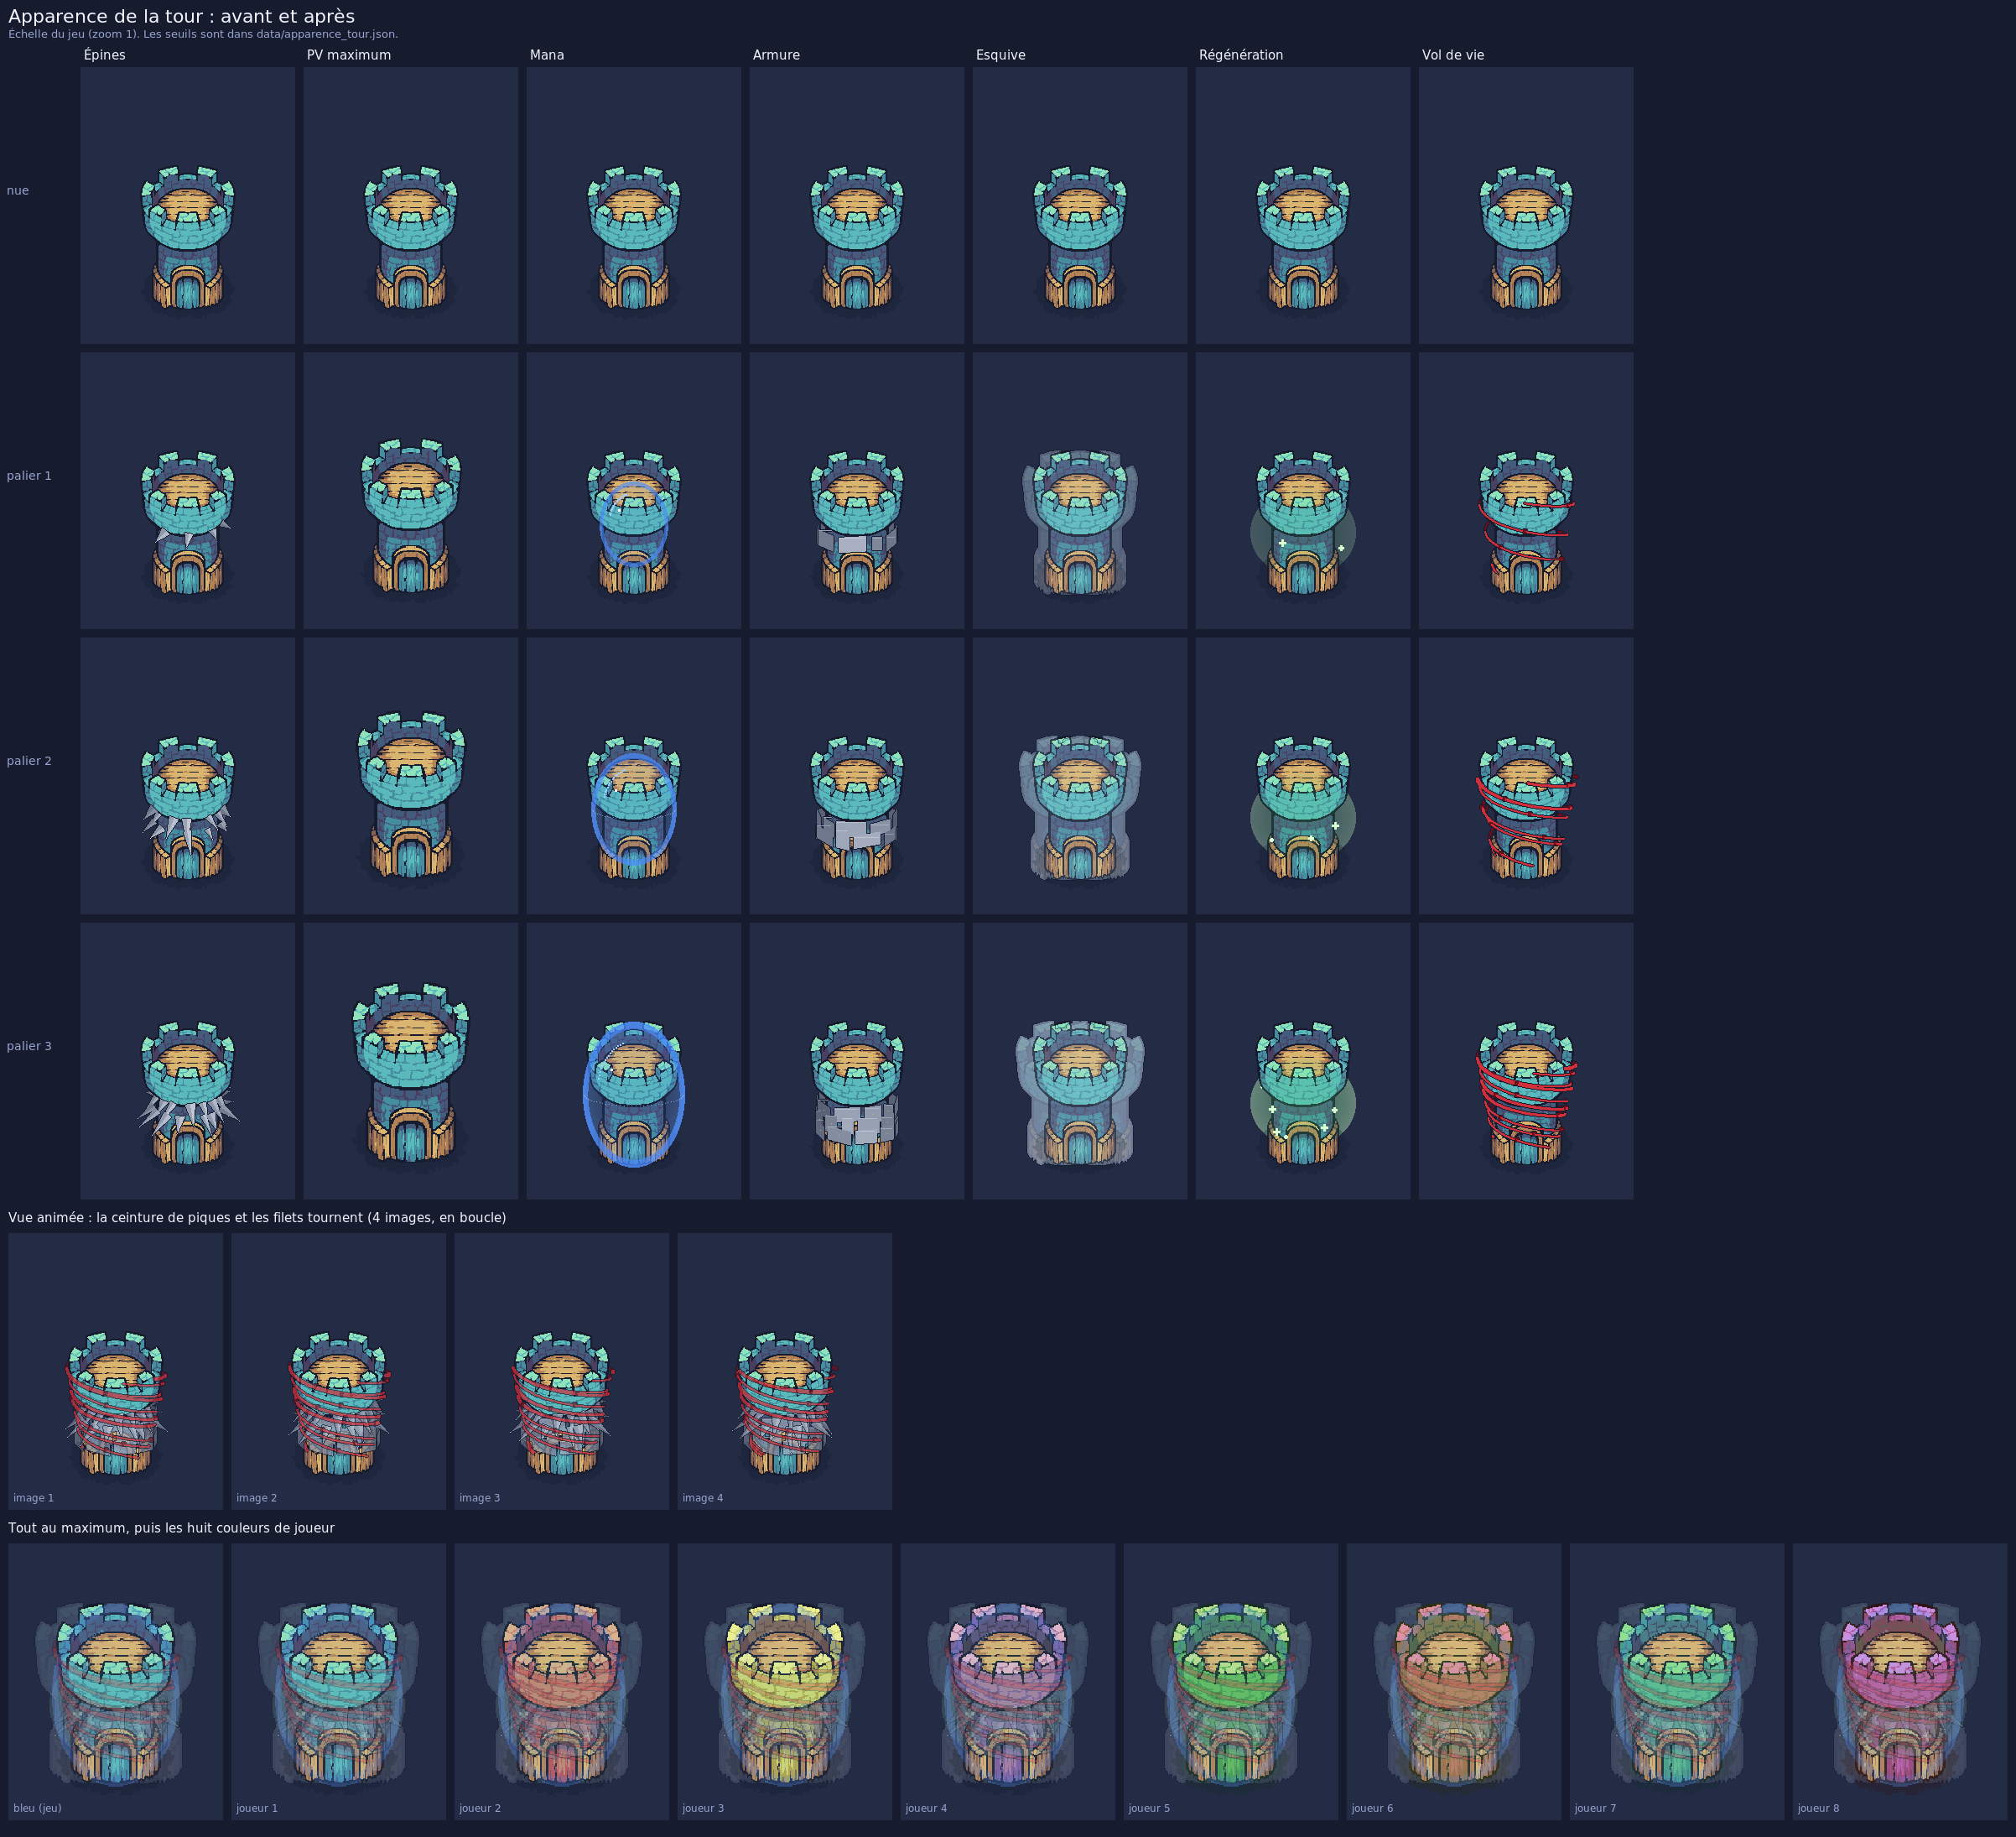 Apparence de la tour : avant et après
Échelle du jeu (zoom 1). Les seuils sont dans data/apparence_tour.json.
Épines PV maximum Mana Armure Esquive Régénération Vol de vie
nue
palier 1
palier 2
palier 3
Vue animée : la ceinture de piques et les filets tournent (4 images, en boucle)
image 1 image 2 image 3 image 4
Tout au maximum, puis les huit couleurs de joueur
bleu (jeu) joueur 1 joueur 2 joueur 3 joueur 4 joueur 5 joueur 6 joueur 7 joueur 8